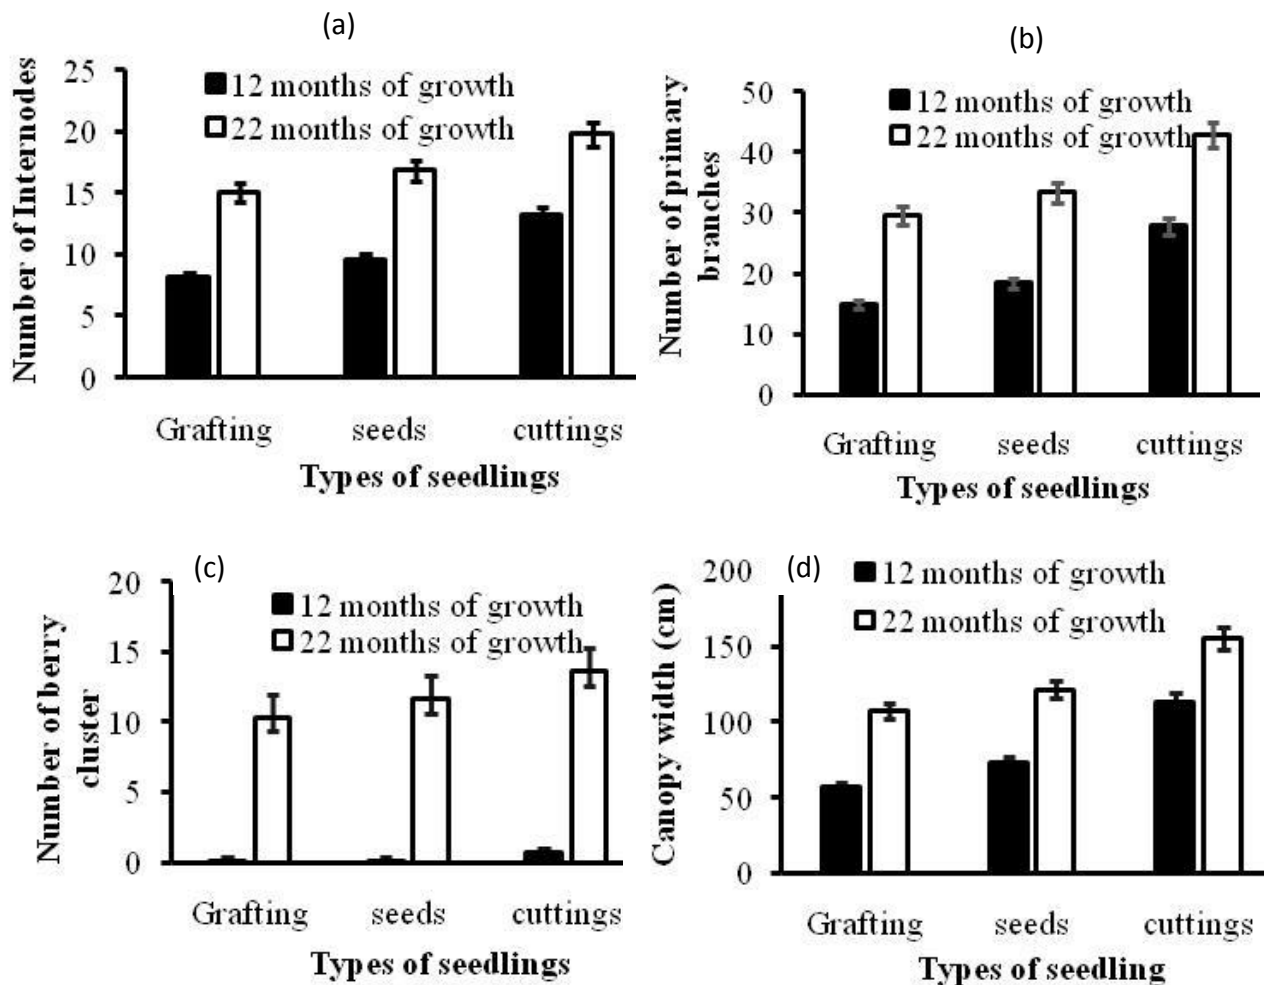 (a)
25
20
15
10
5
0
Number of Internodes
12 months of growth
22 months of growth
Grafting seeds cuttings
Types of seedlings
(b)
50
40
30
20
10
0
Number of primary
branches
12 months of growth
22 months of growth
Grafting seeds cuttings
Types of seedlings
(c)
20
15
10
5
0
Number of berry
cluster
12 months of growth
22 months of growth
Grafting seeds cuttings
Types of seedlings
(d)
200
150
100
50
0
Canopy width (cm)
12 months of growth
22 months of growth
Grafting seeds cuttings
Types of seedling